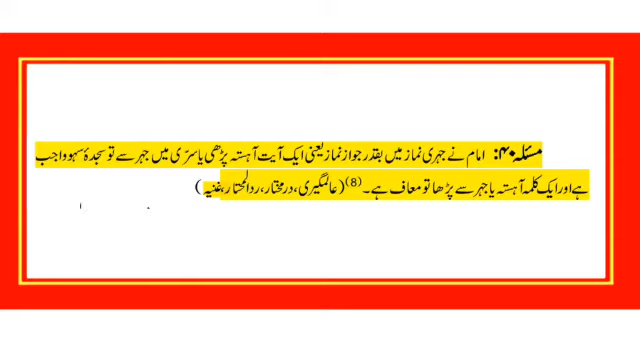 مسئلہ ۴۰: امام نے جہری نماز میں بقدر جواز نماز یعنی ایک آیت آہستہ پڑھی یا سرّی میں جہر سے تو سجدۂ سہو واجب
ہے اور ایک کلمہ آہستہ یا جہر سے پڑھا تو معاف ہے۔ (8) (عالمگیری، درمختار، ردالمحتار، غنیہ)